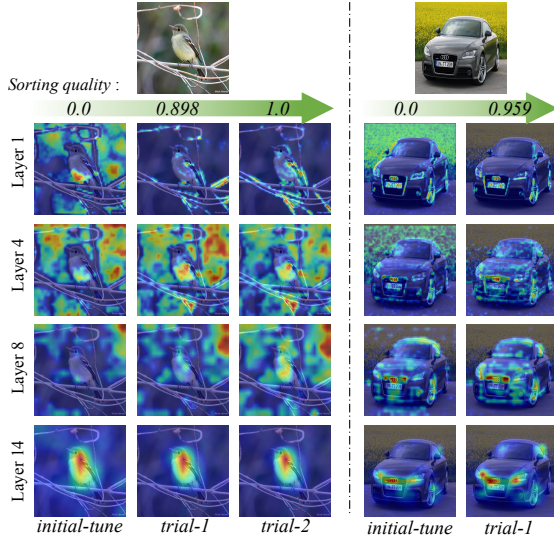 Sorting quality :
0.0 0.898 1.0 0.0 0.959
Layer 1
Layer 4
Layer 8
Layer 14
initial-tune trial-1 trial-2 initial-tune trial-1